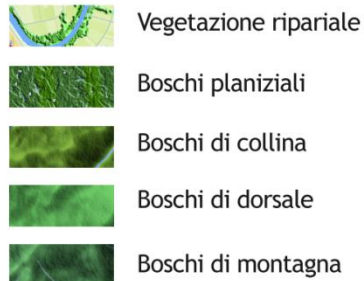 Vegetazione ripariale
Boschi planiziali
Boschi di collina
Boschi di dorsale
Boschi di montagna